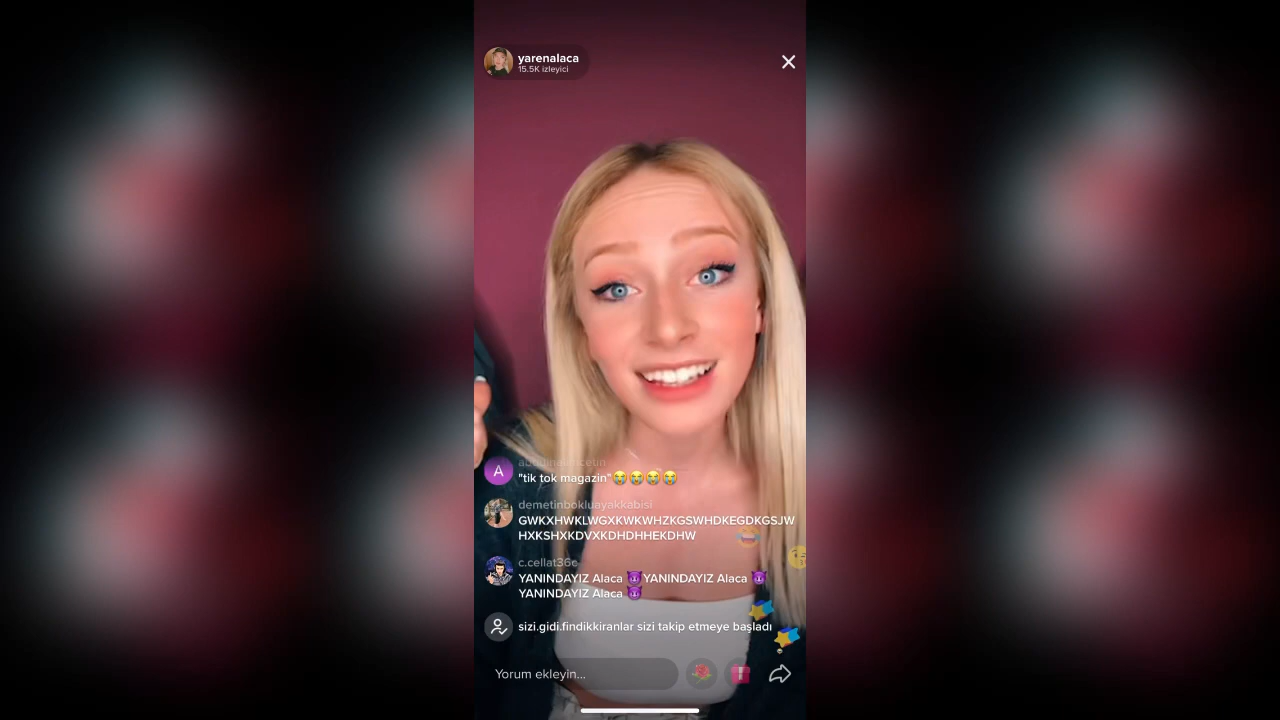 yarenalaca
15.5K izleyici
A
"tik tok magazin"😭😭😭😭
demetinbokluayakkabisi
GWKXHWKLWGXKWKWHZKGSWHDKEGDKGSJW
HXKSHXKDVXKDHDHHEKDHW
c.cellat36c
YANINDAYIZ Alaca 😈YANINDAYIZ Alaca 😈
YANINDAYIZ Alaca 😈
sizi.gidi.findikkiranlar sizi takip etmeye başladı
Yorum ekleyin...